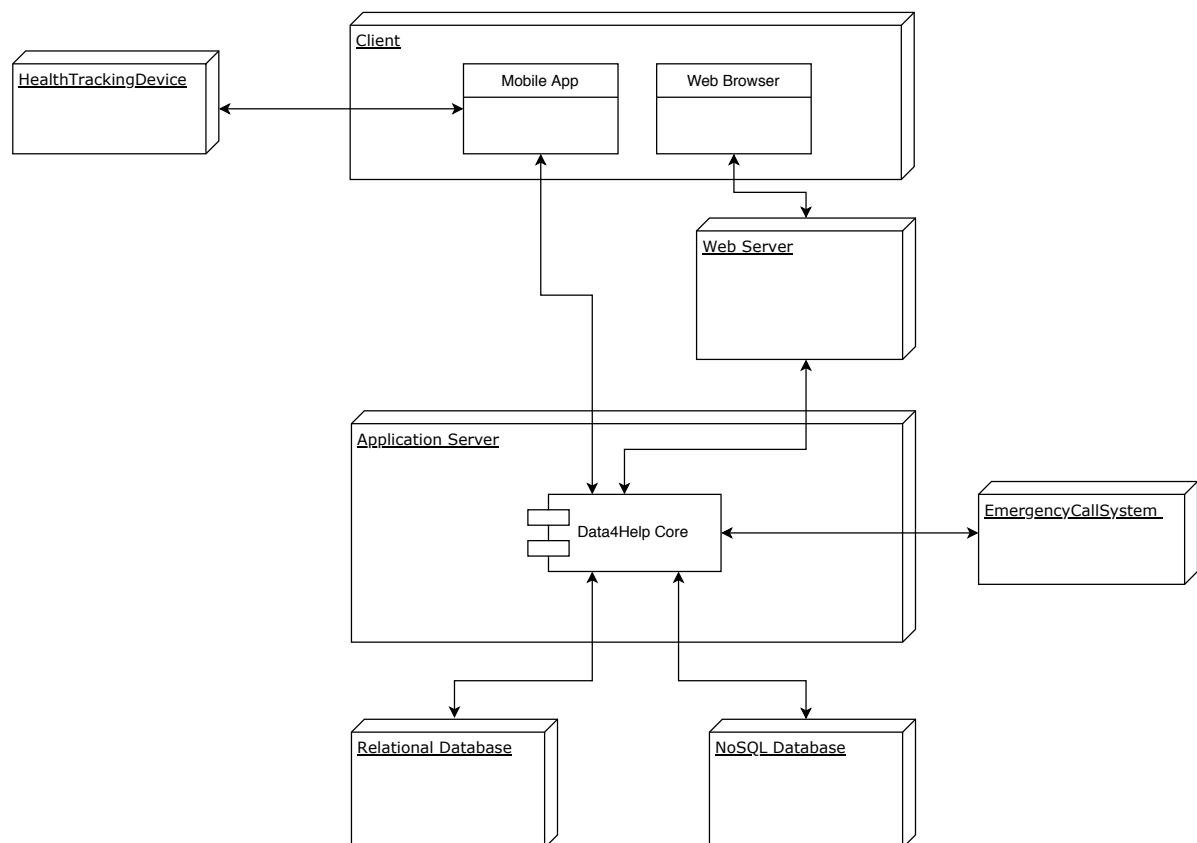 Client
HealthTrackingDevice
Mobile App
Web Browser
Web Server
Application Server
Data4Help Core
EmergencyCallSystem
Relational Database
NoSQL Database